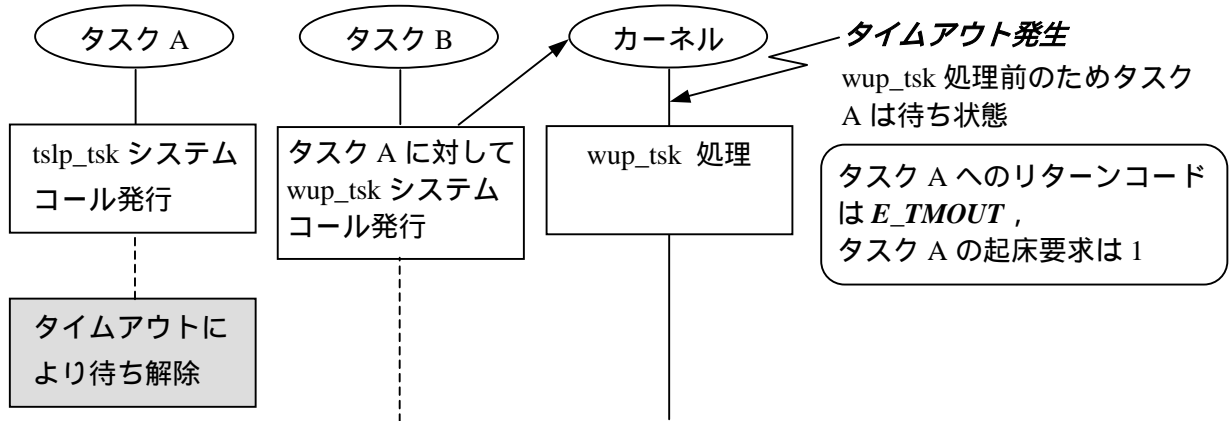 タスク A
タスク B
カーネル
タイムアウト発生
wup_tsk 処理前のためタスク
A は待ち状態
tslp_tsk システム
コール発行
タスク A に対して
wup_tsk システム
コール発行
wup_tsk 処理
タスク A へのリターンコード
は E_TMOUT ,
タスク A の起床要求は 1
タイムアウトに
より待ち解除